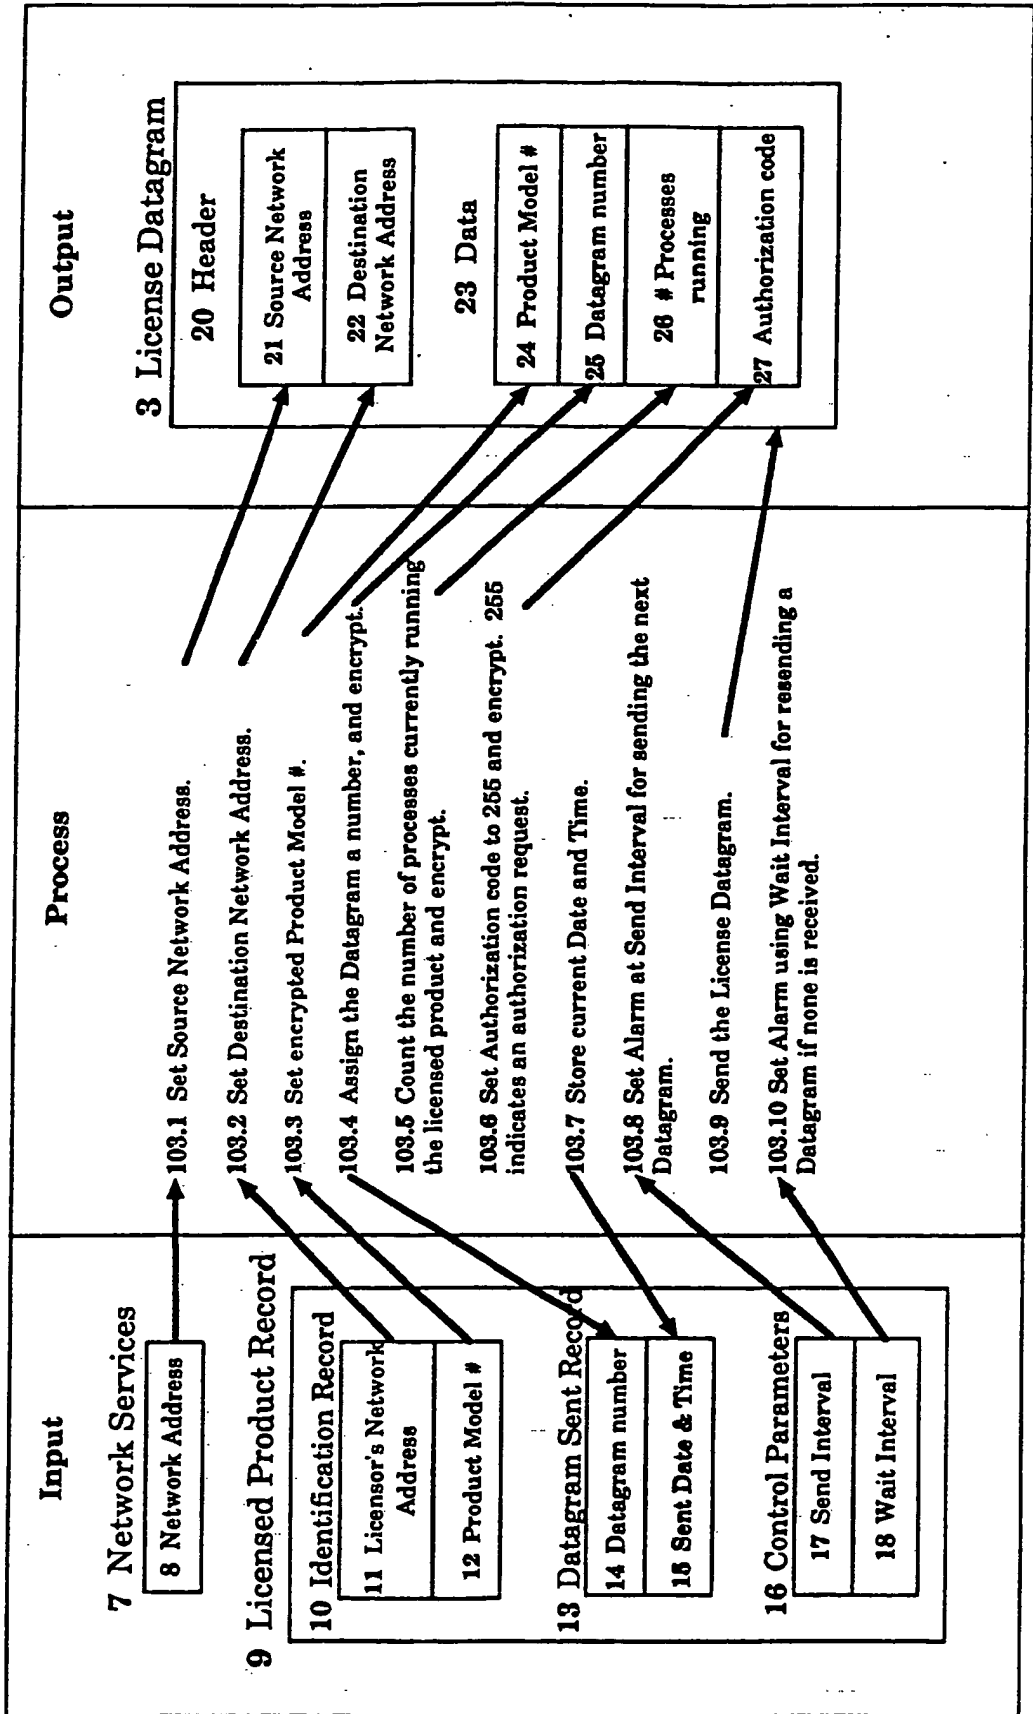 Input
7 Network Services
8 Network Address
9 Licensed Product Record
10 Identification Record
11 Licensor's Network
Address
12 Product Model #
13 Datagram Sent Record
14 Datagram number
15 Sent Date & Time
16 Control Parameters
17 Send Interval
18 Wait Interval
Process
103.1 Set Source Network Address.
103.2 Set Destination Network Address.
103.3 Set encrypted Product Model #.
103.4 Assign the Datagram a number, and encrypt.
103.5 Count the number of processes currently running
the licensed product and encrypt.
103.6 Set Authorization code to 255 and encrypt. 255
indicates an authorization request.
103.7 Store current Date and Time.
103.8 Set Alarm at Send Interval for sending the next
Datagram.
103.9 Send the License Datagram.
103.10 Set Alarm using Wait Interval for resending a
Datagram if none is received.
Output
3 License Datagram
20 Header
21 Source Network
Address
22 Destination
Network Address
23 Data
24 Product Model #
25 Datagram number
26 # Processes
running
27 Authorization code